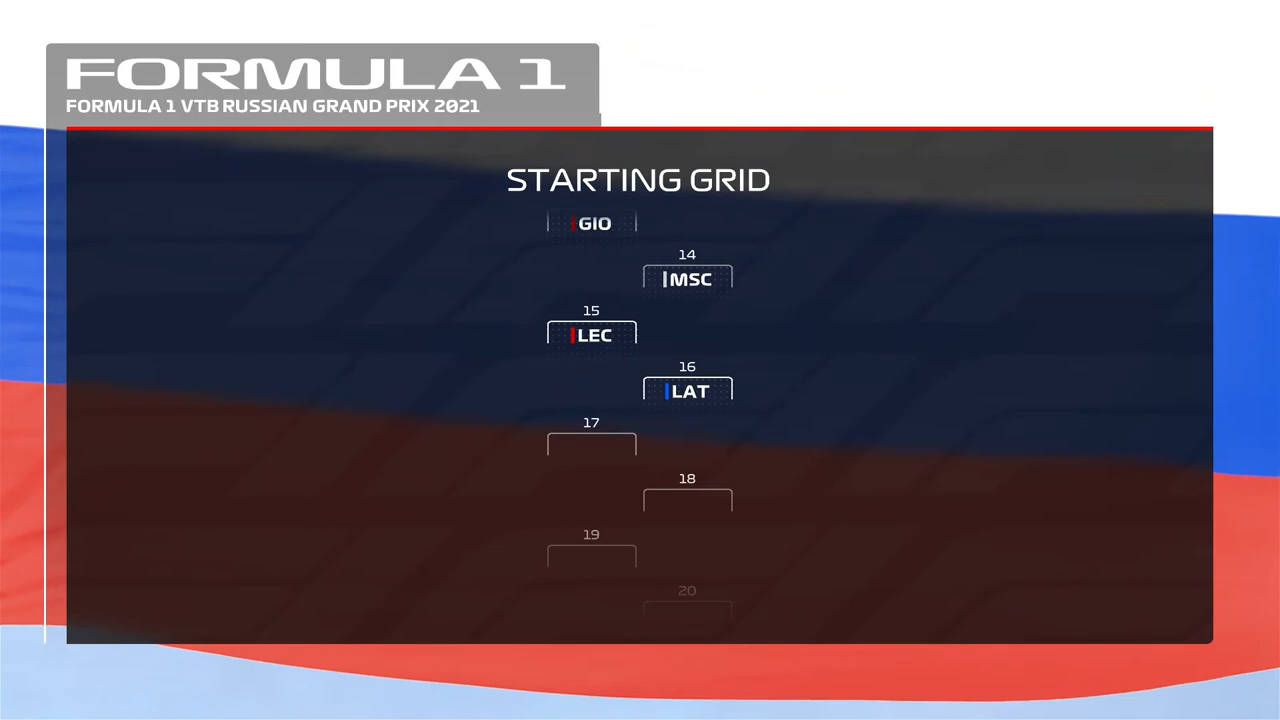 FORMULA 1
FORMULA 1 VTB RUSSIAN GRAND PRIX 2021
STARTING GRID
GIO
14
MSC
15
LEC
16
LAT
17
18
19
20